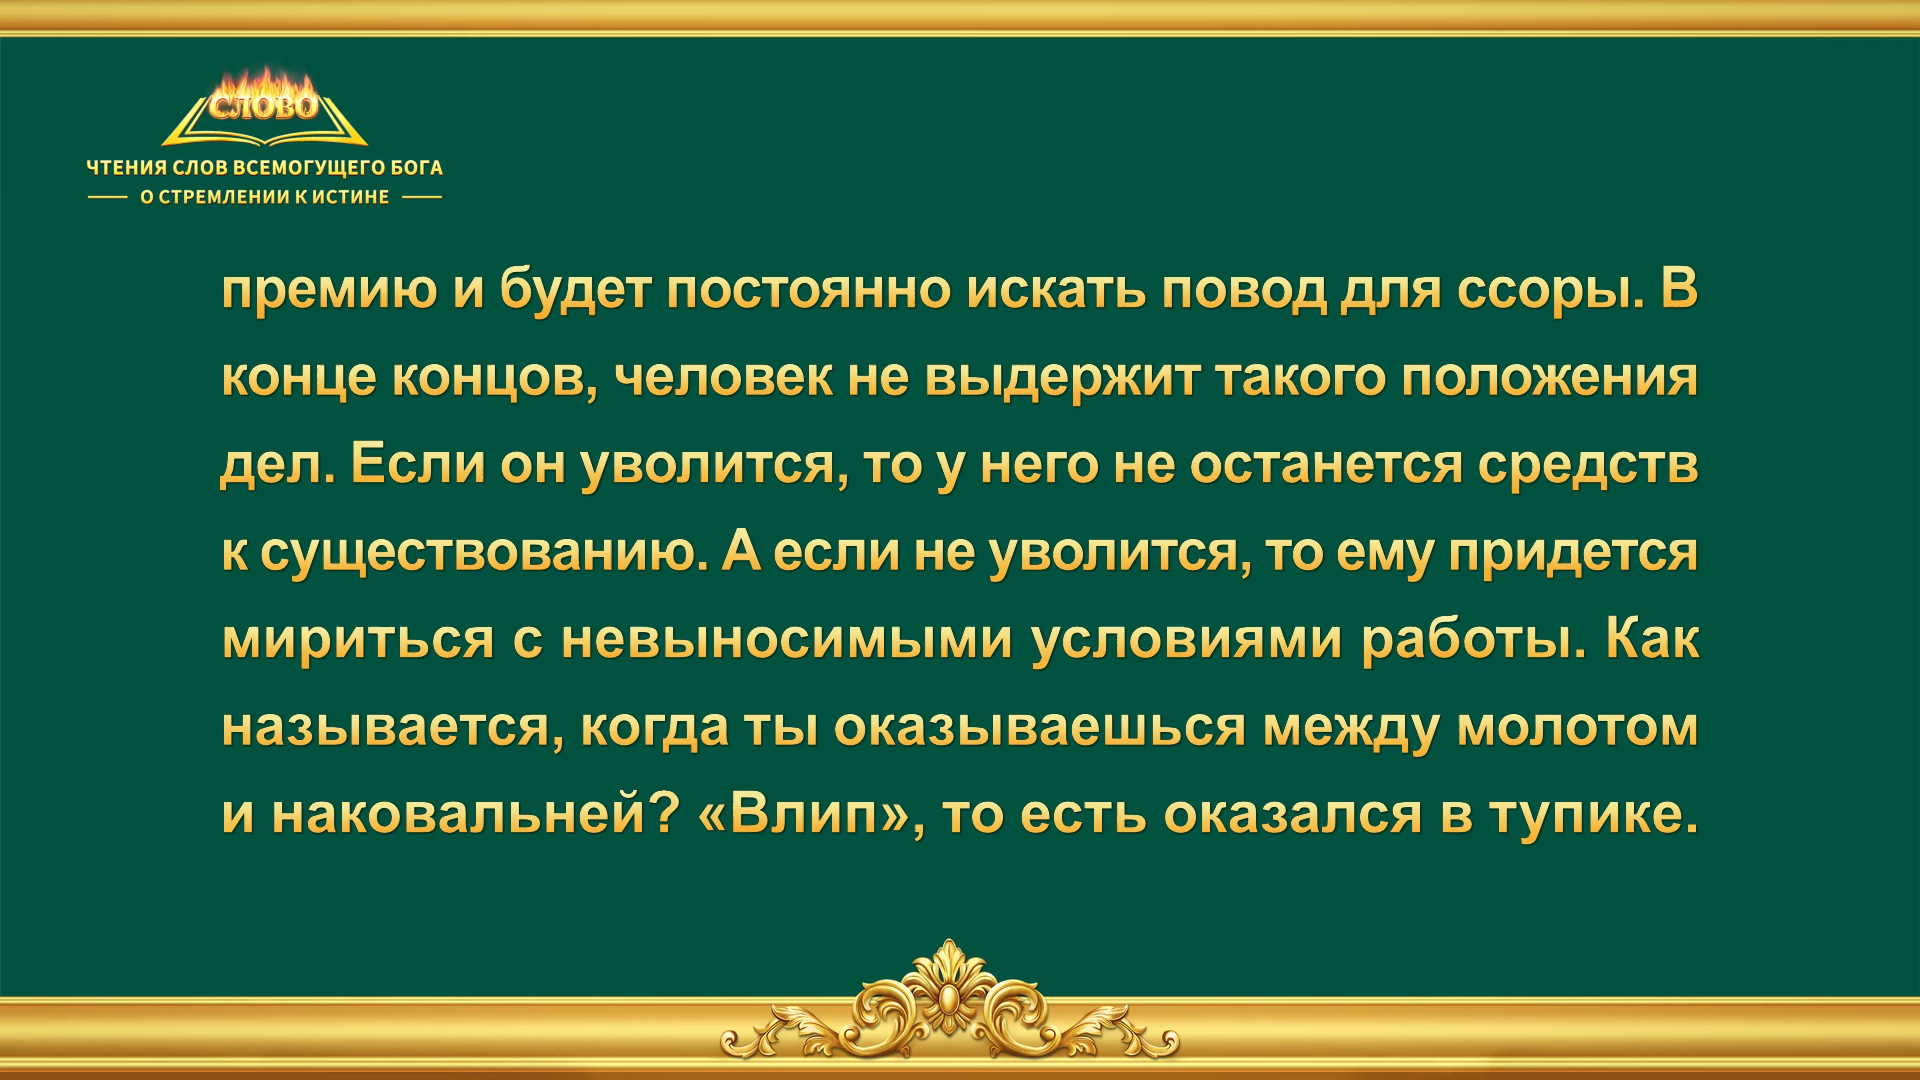 СЛОВО
ЧТЕНИЯ СЛОВ ВСЕМОГУЩЕГО БОГА
О СТРЕМЛЕНИИ К ИСТИНЕ
премию и будет постоянно искать повод для ссоры. В
конце концов, человек не выдержит такого положения
дел. Если он уволится, то у него не останется средств
к существованию. А если не уволится, то ему придется
мириться с невыносимыми условиями работы. Как
называется, когда ты оказываешься между молотом
и наковальней? «Влип», то есть оказался в тупике.